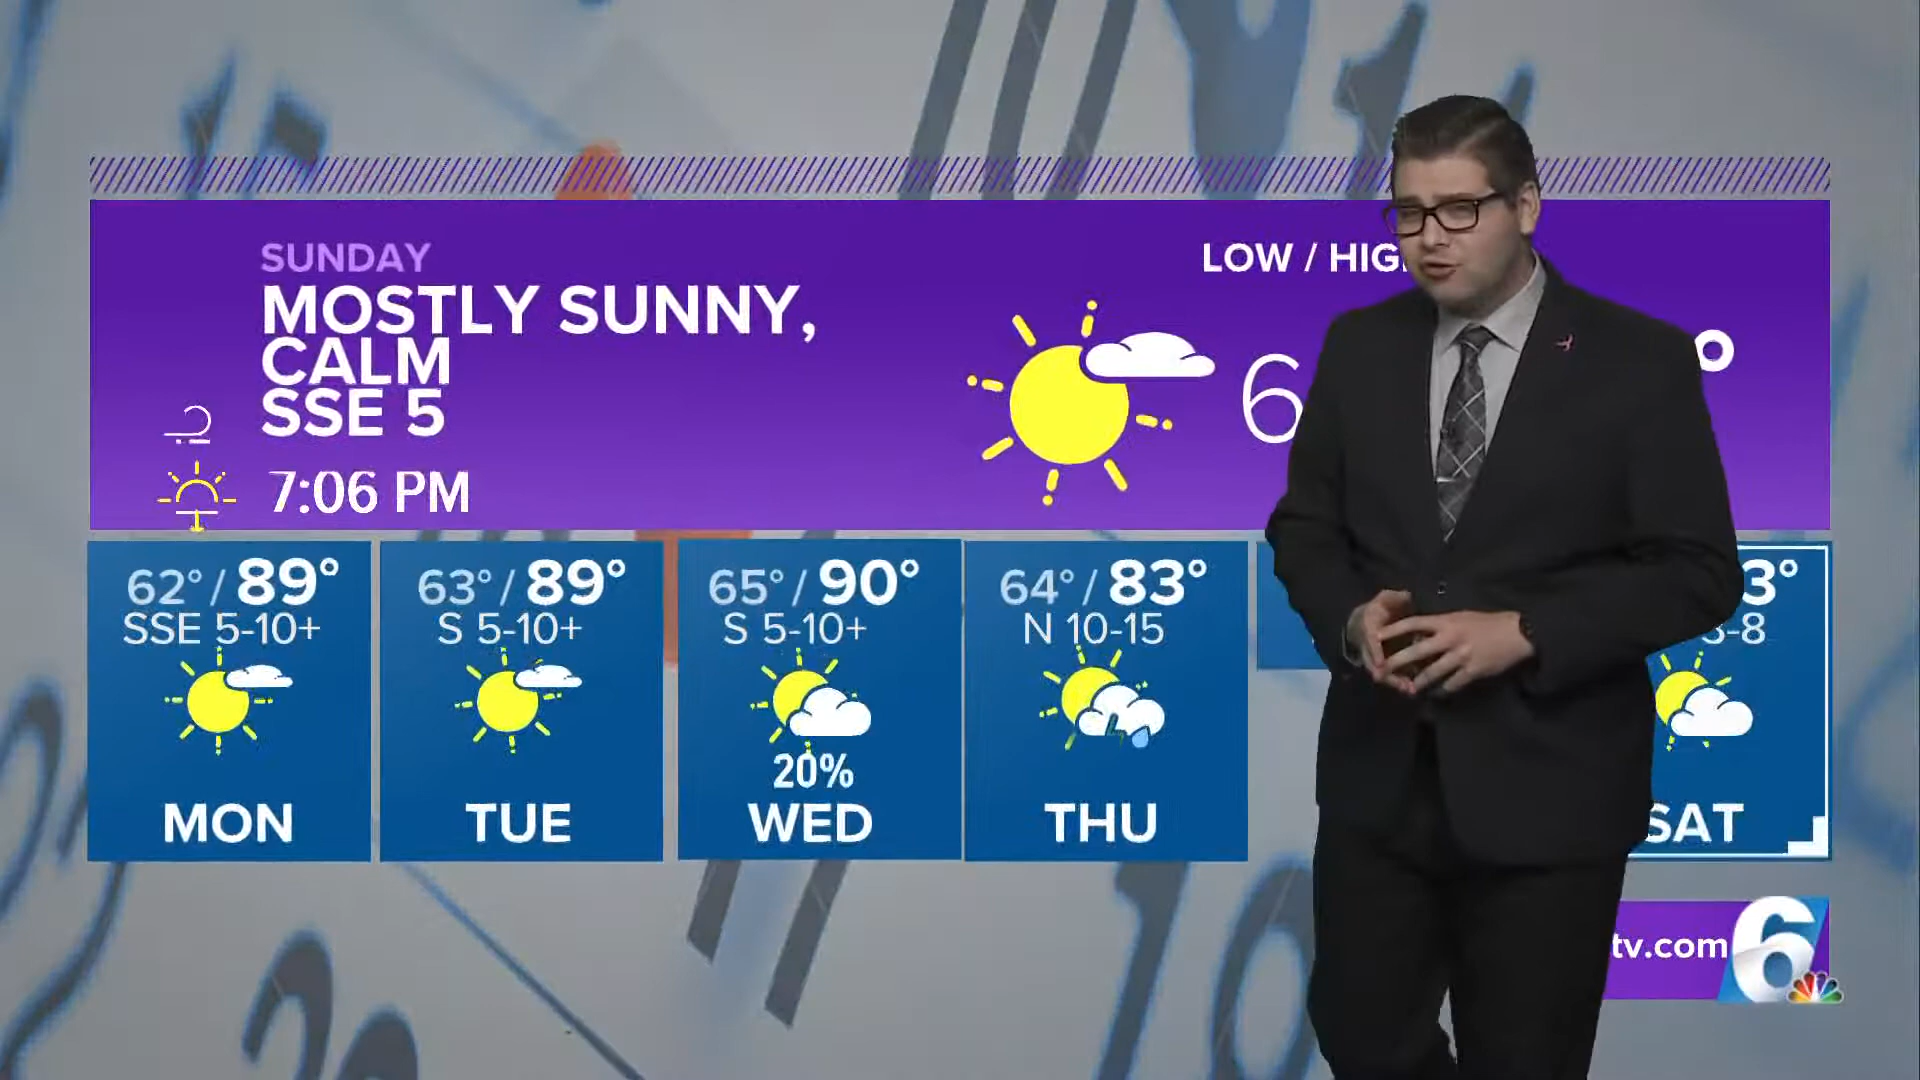 SUNDAY
MOSTLY SUNNY,
CALM
SSE 5
7:06 PM
LOW /
62° / 89°
SSE 5-10+
MON
63° / 89°
S 5-10+
TUE
65° / 90°
S 5-10+
20%
WED
64° / 83°
N 10-15
THU
SAT
tv.com
6